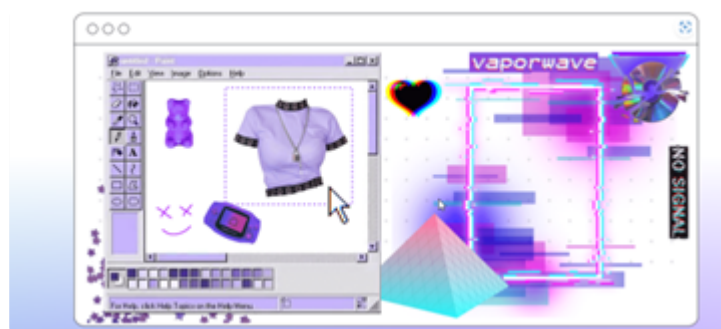 untitled - Paint
File Edit View Image Options Help
A
For Help, click Help Topics on the Help Menu.
vaporwave
NO SIGNAL